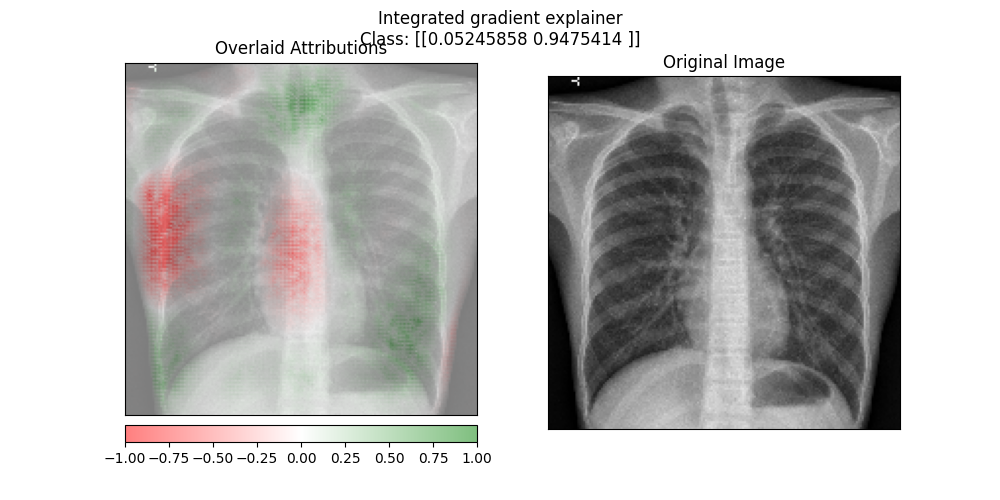 Integrated gradient explainer
Class: [[0.05245858 0.9475414 ]]
Overlaid Attributions
Original Image
−1.00 −0.75 −0.50 −0.25 0.00 0.25 0.50 0.75 1.00